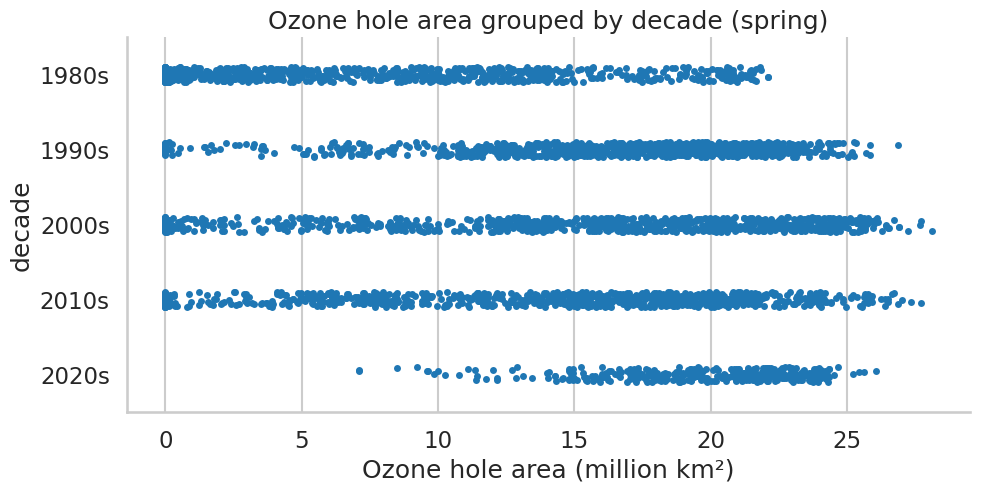 Ozone hole area grouped by decade (spring)
decade
1980s
1990s
2000s
2010s
2020s
0 5 10 15 20 25
Ozone hole area (million km²)